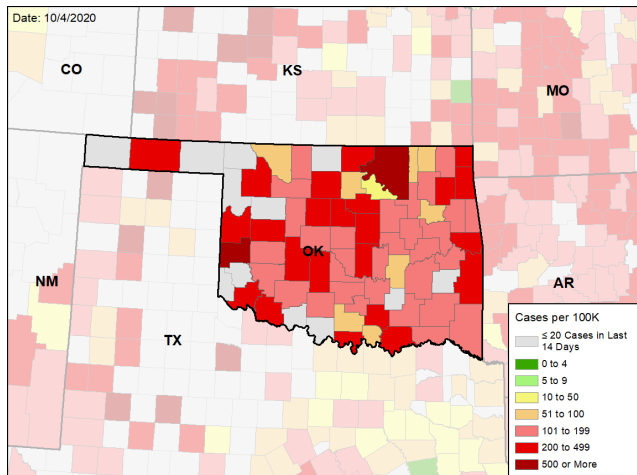 Date: 10/4/2020
CO
KS
MO
OK
NM
TX
AR
Cases per 100K
≤ 20 Cases in Last
14 Days
0 to 4
5 to 9
10 to 50
51 to 100
101 to 199
200 to 499
500 or More